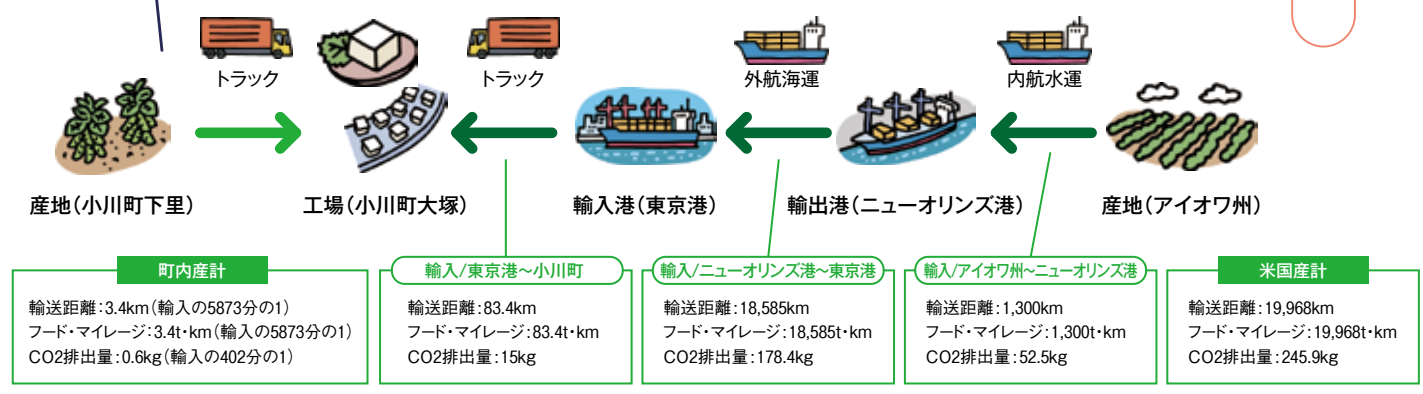 トラック
トラック
外航海運
内航水運
産地(小川町下里)
工場(小川町大塚)
輸入港(東京港)
輸出港(ニューオリンズ港)
産地(アイオワ州)
町内産計
輸送距離:3.4km(輸入の5873分の1)
フード・マイレージ:3.4t・km(輸入の5873分の1)
CO2排出量:0.6kg(輸入の402分の1)
輸入/東京港〜小川町
輸送距離:83.4km
フード・マイレージ:83.4t・km
CO2排出量:15kg
輸入/ニューオリンズ港〜東京港
輸送距離:18,585km
フード・マイレージ:18,585t・km
CO2排出量:178.4kg
輸入/アイオワ州〜ニューオリンズ港
輸送距離:1,300km
フード・マイレージ:1,300t・km
CO2排出量:52.5kg
米国産計
輸送距離:19,968km
フード・マイレージ:19,968t・km
CO2排出量:245.9kg